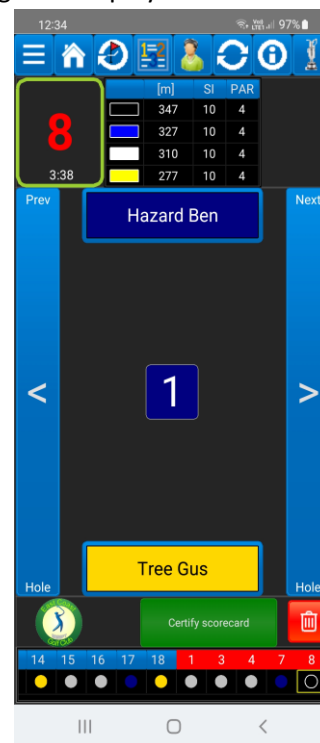 12:34 97%
[m] SI PAR
347 10 4
8
327 10 4
310 10 4
3:38
277 10 4
Prev
Hazard Ben
Next
<
1
>
Tree Gus
Hole
Hole
Certify scorecard
14 15 16 17 18 1 3 4 7 8